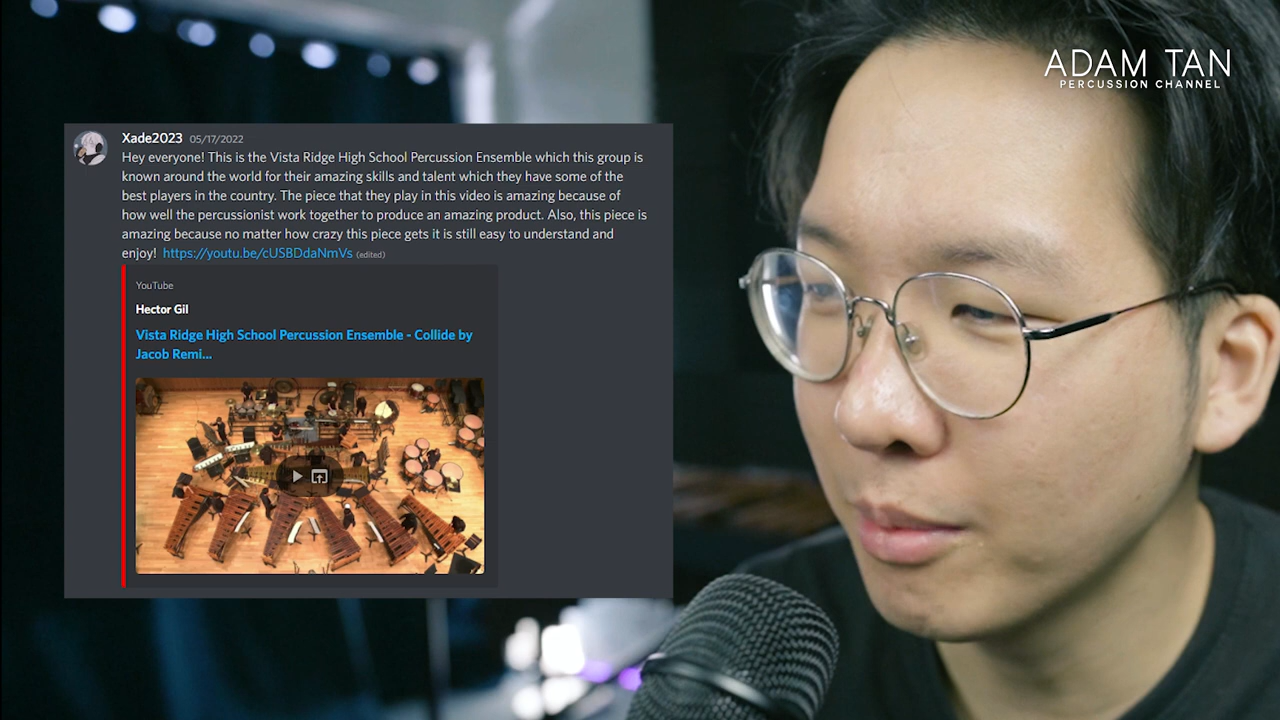 ADAM TAN
PERCUSSION CHANNEL
Xade2023 05/17/2022
Hey everyone! This is the Vista Ridge High School Percussion Ensemble which this group is
known around the world for their amazing skills and talent which they have some of the
best players in the country. The piece that they play in this video is amazing because of
how well the percussionist work together to produce an amazing product. Also, this piece is
amazing because no matter how crazy this piece gets it is still easy to understand and
enjoy! https://youtu.be/cUSBDdaNmVs (edited)
YouTube
Hector Gil
Vista Ridge High School Percussion Ensemble - Collide by
Jacob Remi...